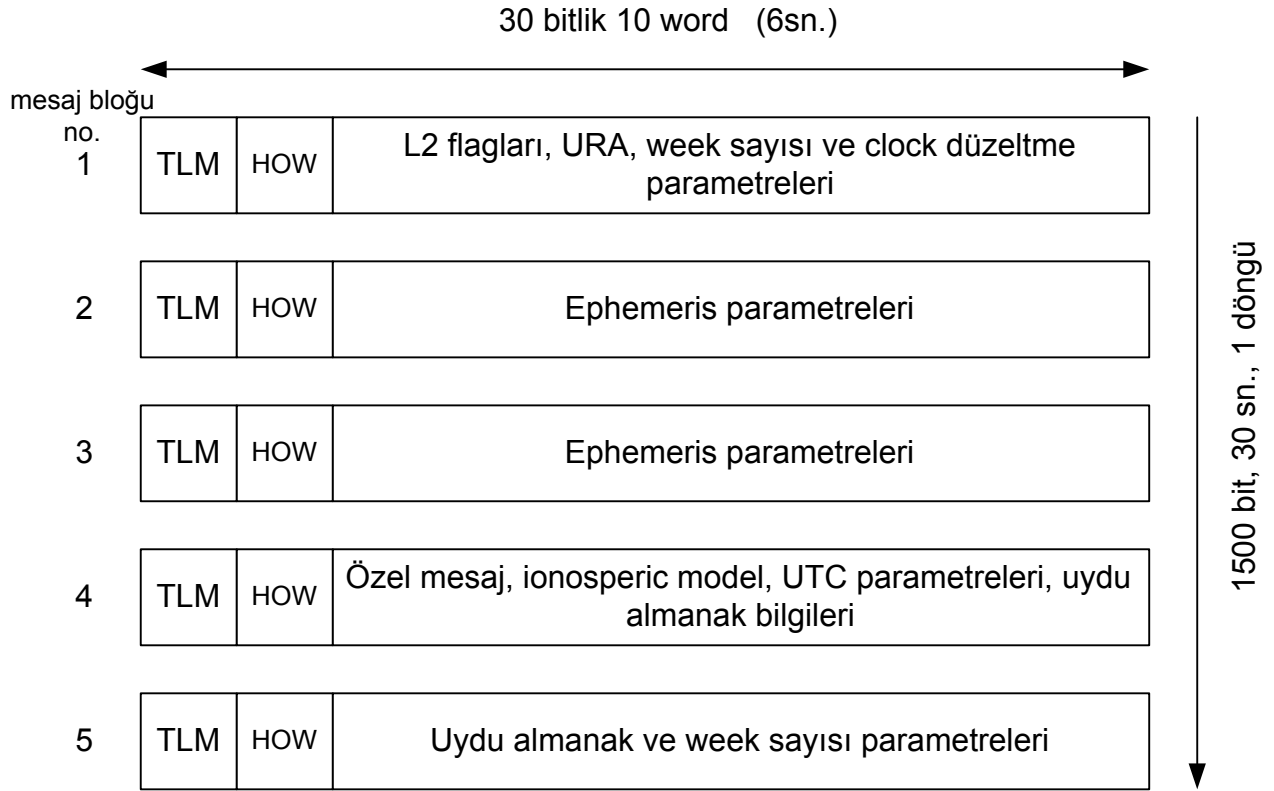 30 bitlik 10 word (6sn.)
mesaj bloğu
no.
1
TLM
HOW
L2 flagları, URA, week sayısı ve clock düzeltme
parametreleri
2
TLM
HOW
Ephemeris parametreleri
3
TLM
HOW
Ephemeris parametreleri
4
TLM
HOW
Özel mesaj, ionosperic model, UTC parametreleri, uydu
almanak bilgileri
5
TLM
HOW
Uydu almanak ve week sayısı parametreleri
1500 bit, 30 sn., 1 döngü